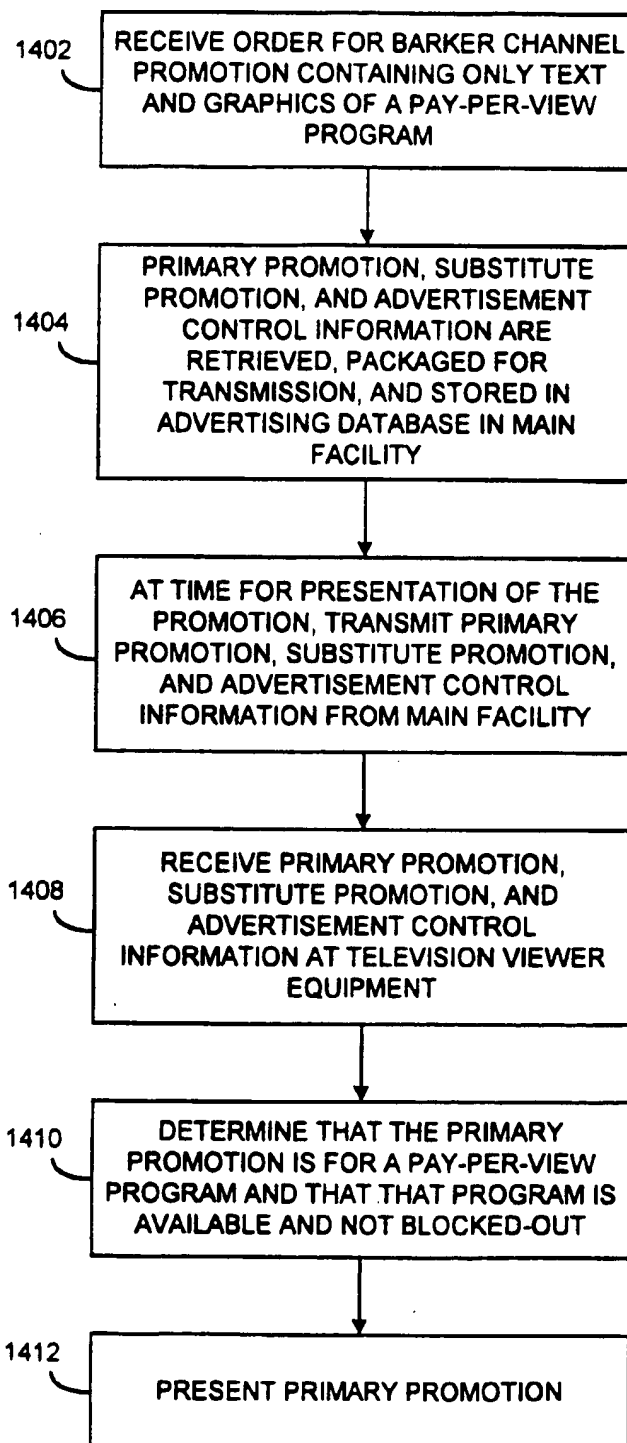 1402
RECEIVE ORDER FOR BARKER CHANNEL
PROMOTION CONTAINING ONLY TEXT
AND GRAPHICS OF A PAY-PER-VIEW
PROGRAM
1404
PRIMARY PROMOTION, SUBSTITUTE
PROMOTION, AND ADVERTISEMENT
CONTROL INFORMATION ARE
RETRIEVED, PACKAGED FOR
TRANSMISSION, AND STORED IN
ADVERTISING DATABASE IN MAIN
FACILITY
1406
AT TIME FOR PRESENTATION OF THE
PROMOTION, TRANSMIT PRIMARY
PROMOTION, SUBSTITUTE PROMOTION,
AND ADVERTISEMENT CONTROL
INFORMATION FROM MAIN FACILITY
1408
RECEIVE PRIMARY PROMOTION,
SUBSTITUTE PROMOTION, AND
ADVERTISEMENT CONTROL
INFORMATION AT TELEVISION VIEWER
EQUIPMENT
1410
DETERMINE THAT THE PRIMARY
PROMOTION IS FOR A PAY-PER-VIEW
PROGRAM AND THAT THAT PROGRAM IS
AVAILABLE AND NOT BLOCKED-OUT
1412
PRESENT PRIMARY PROMOTION